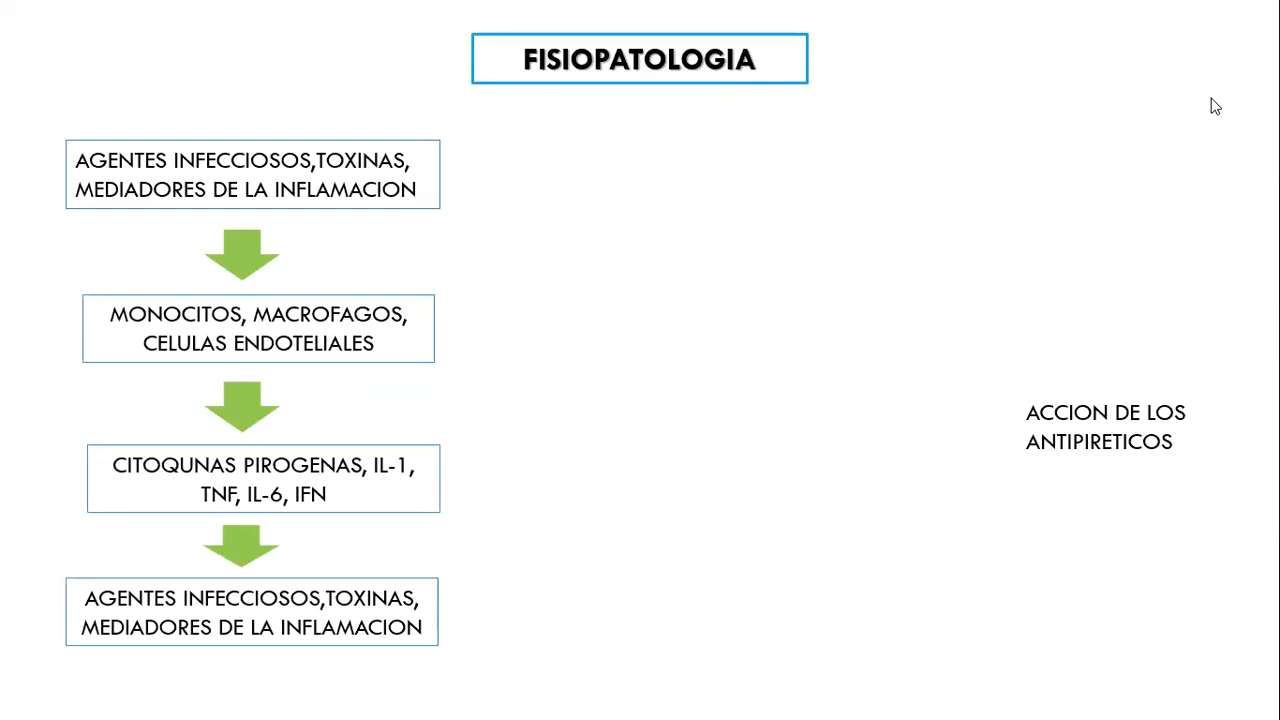 FISIOPATOLOGIA
AGENTES INFECCIOSOS,TOXINAS,
MEDIADORES DE LA INFLAMACION
MONOCITOS, MACROFAGOS,
CELULAS ENDOTELIALES
CITOQUNAS PIROGENAS, IL-1,
TNF, IL-6, IFN
AGENTES INFECCIOSOS,TOXINAS,
MEDIADORES DE LA INFLAMACION
ACCION DE LOS
ANTIPIRETICOS